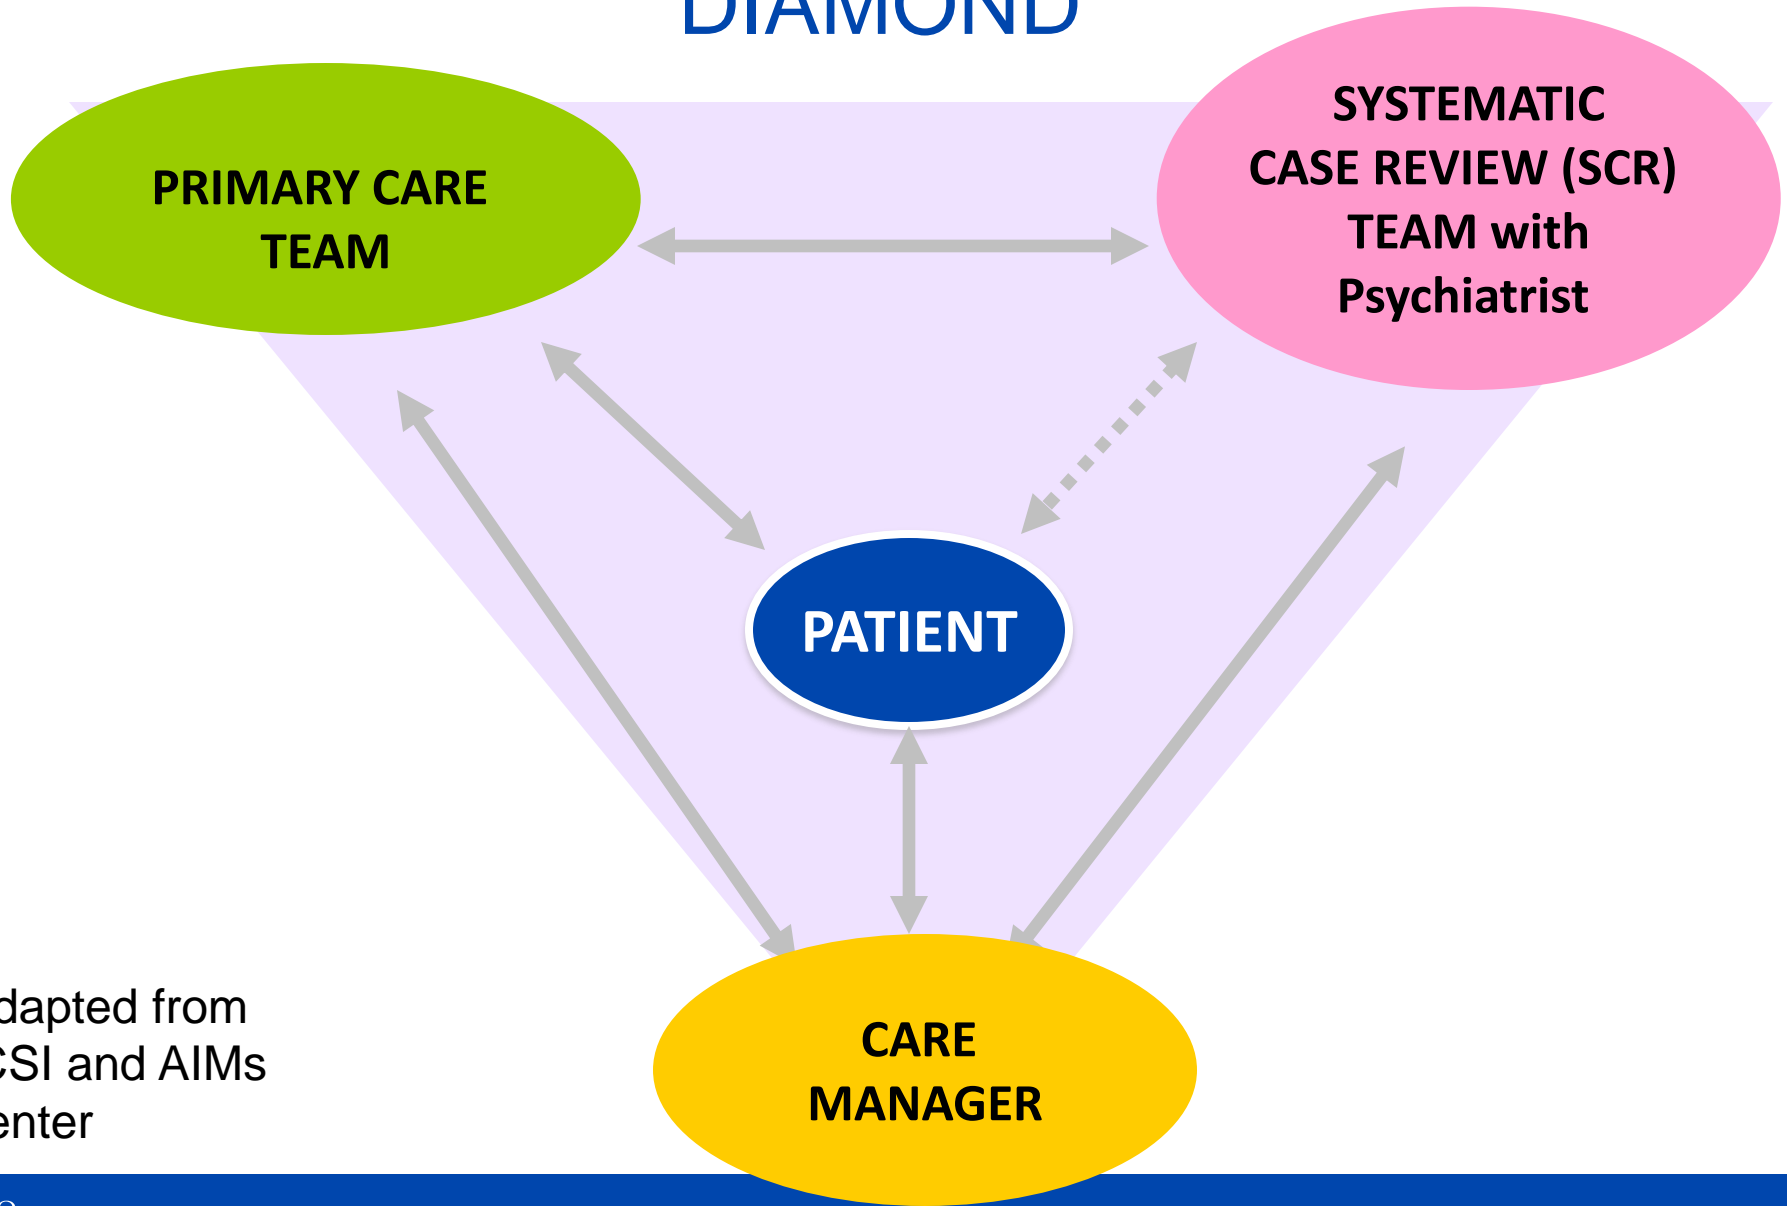 DIAMOND
PRIMARY CARE
TEAM
SYSTEMATIC
CASE REVIEW (SCR)
TEAM with
Psychiatrist
PATIENT
CARE
MANAGER
dapted from
CSI and AIMs
enter